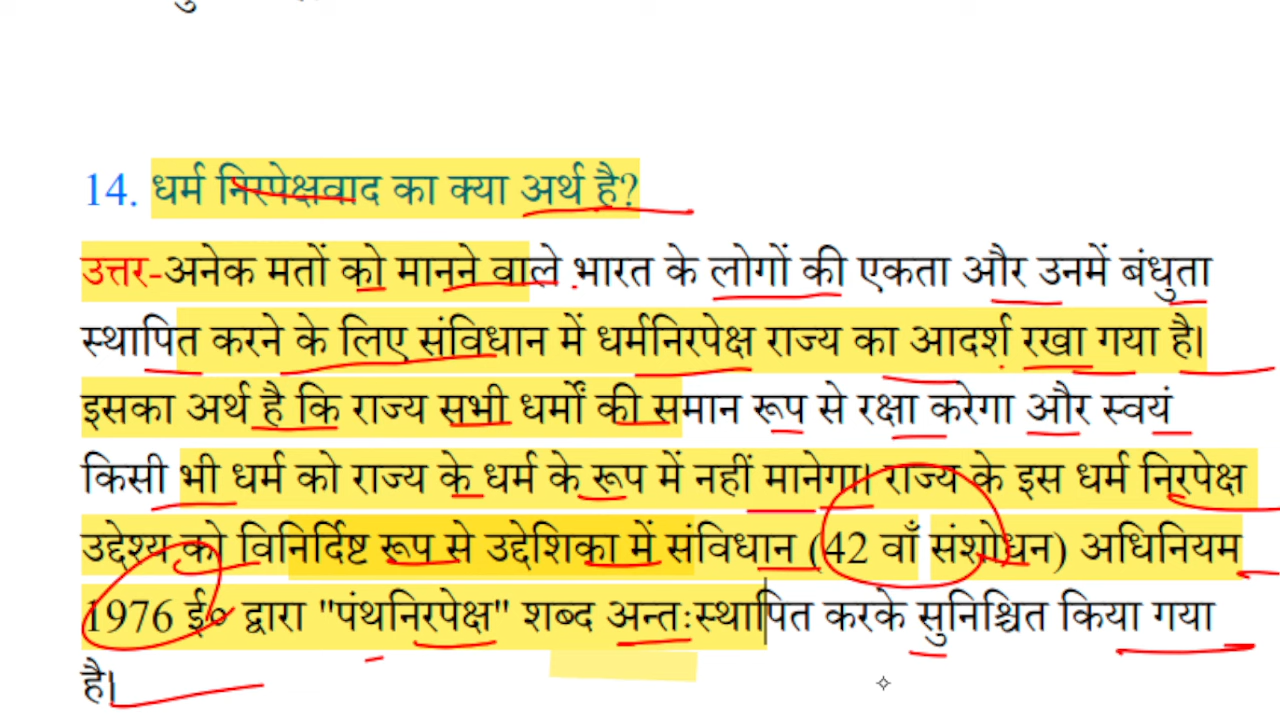 14. धर्म निरपेक्षवाद का क्या अर्थ है?
उत्तर-अनेक मतों को मानने वाले भारत के लोगों की एकता और उनमें बंधुता
स्थापित करने के लिए संविधान में धर्मनिरपेक्ष राज्य का आदर्श रखा गया है।
इसका अर्थ है कि राज्य सभी धर्मों की समान रूप से रक्षा करेगा और स्वयं
किसी भी धर्म को राज्य के धर्म के रूप में नहीं मानेगा। राज्य के इस धर्म निरपेक्ष
उद्देश्य को विनिर्दिष्ट रूप से उद्देशिका में संविधान (42 वाँ संशोधन) अधिनियम
1976 ई० द्वारा "पंथनिरपेक्ष" शब्द अन्तःस्थापित करके सुनिश्चित किया गया
है।